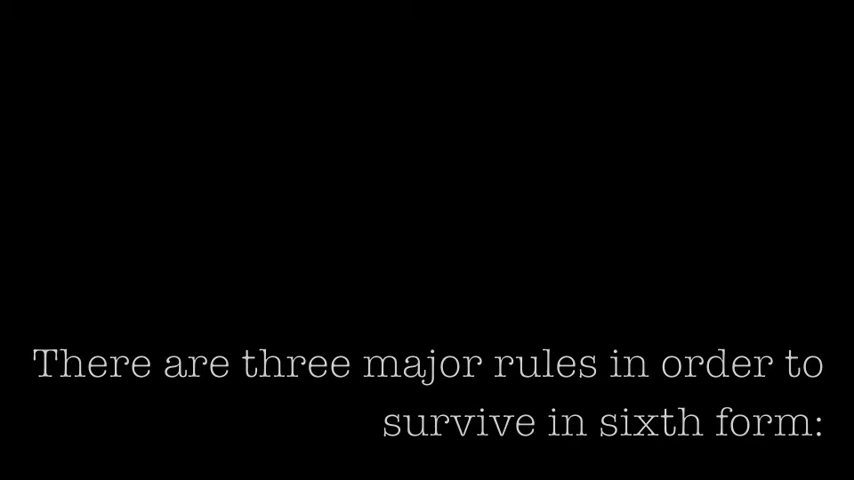 There are three major rules in order to
survive in sixth form: